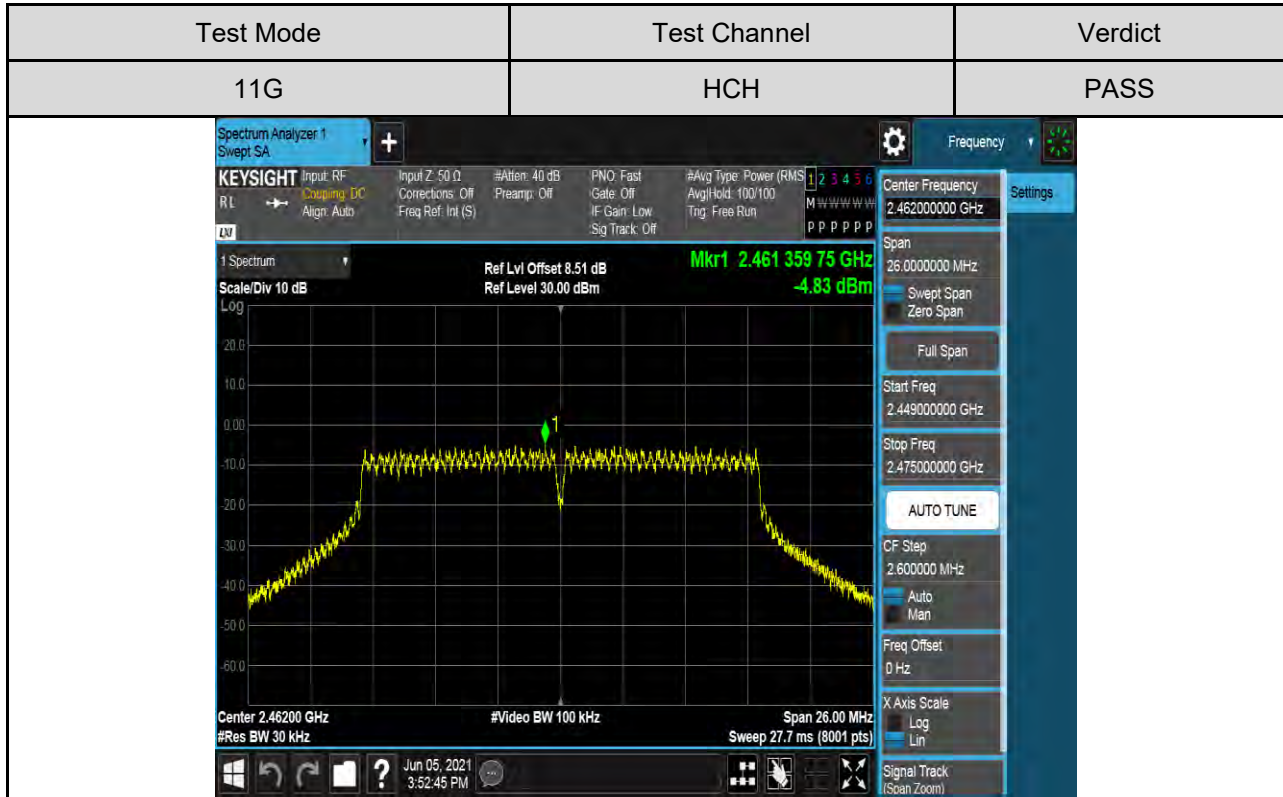 Test Mode
Test Channel
Verdict
11G
HCH
PASS
Spectrum Analyzer 1
Swept SA
+
Frequency
KEYSIGHT
RL
LXI
Input: RF
Coupling: DC
Align: Auto
Input Z: 50 Ω
Corrections: Off
Freq Ref: Int (S)
#Atten: 40 dB
Preamp: Off
PNO: Fast
Gate: Off
IF Gain: Low
Sig Track: Off
#Avg Type: Power (RMS
Avg|Hold: 100/100
Trig: Free Run
1 2 3 4 5 6
M W W W W W
P P P P P P
1 Spectrum
Scale/Div 10 dB
Ref Lvl Offset 8.51 dB
Ref Level 30.00 dBm
Mkr1 2.461 359 75 GHz
-4.83 dBm
Log
20.0
10.0
0.00
-10.0
-20.0
-30.0
-40.0
-50.0
-60.0
1
Center 2.46200 GHz
#Res BW 30 kHz
#Video BW 100 kHz
Span 26.00 MHz
Sweep 27.7 ms (8001 pts)
Center Frequency
2.462000000 GHz
Settings
Span
26.0000000 MHz
Swept Span
Zero Span
Full Span
Start Freq
2.449000000 GHz
Stop Freq
2.475000000 GHz
AUTO TUNE
CF Step
2.600000 MHz
Auto
Man
Freq Offset
0 Hz
X Axis Scale
Log
Lin
Signal Track
(Span Zoom)
?
Jun 05, 2021
3:52:45 PM